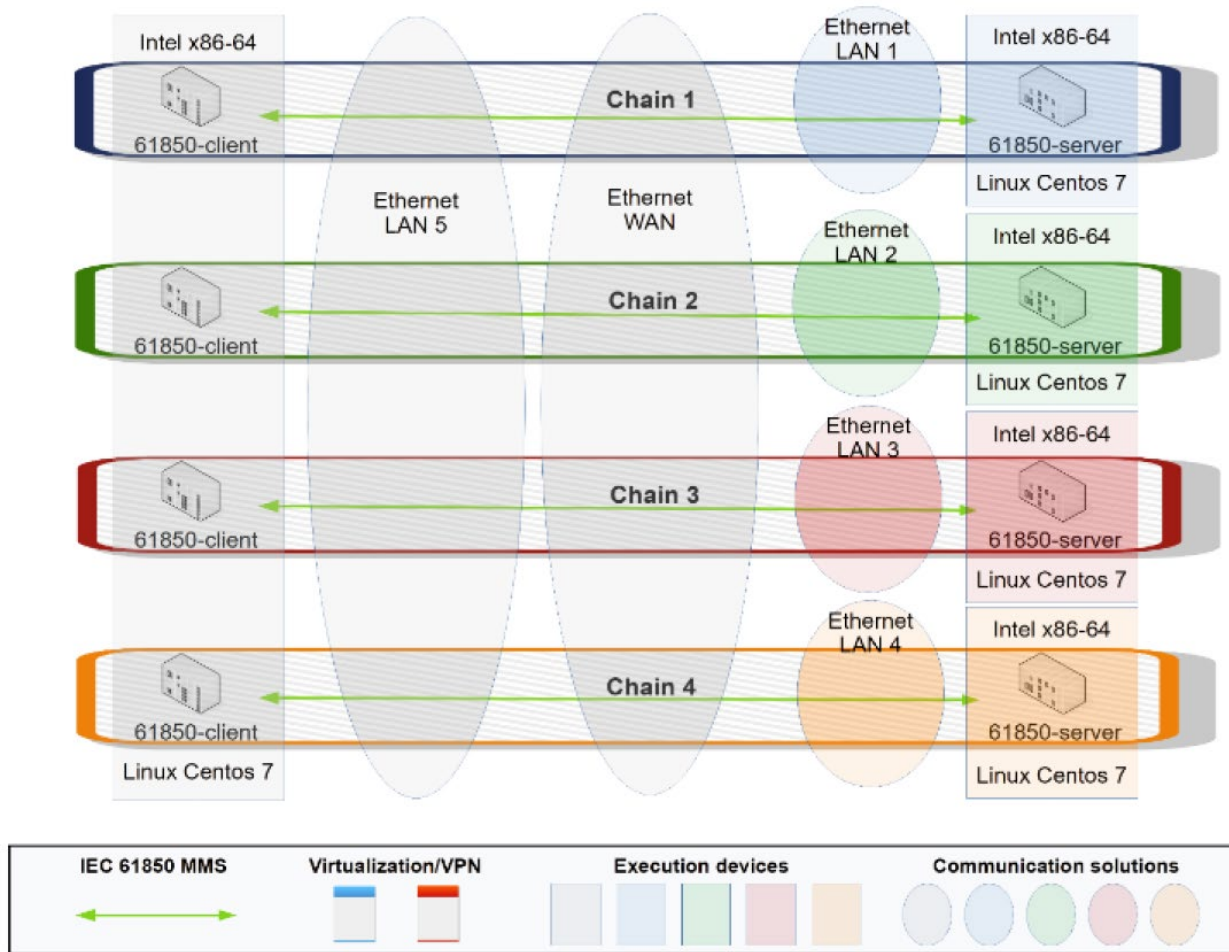 Intel x86-64
Ethernet
LAN 1
Intel x86-64
Chain 1
61850-client
61850-server
Linux Centos 7
Ethernet
LAN 5
Ethernet
WAN
Ethernet
LAN 2
Intel x86-64
Chain 2
61850-client
61850-server
Linux Centos 7
Ethernet
LAN 3
Intel x86-64
Chain 3
61850-client
61850-server
Linux Centos 7
Ethernet
LAN 4
Intel x86-64
Chain 4
61850-client
61850-server
Linux Centos 7
Linux Centos 7
IEC 61850 MMS
Virtualization/VPN
Execution devices
Communication solutions